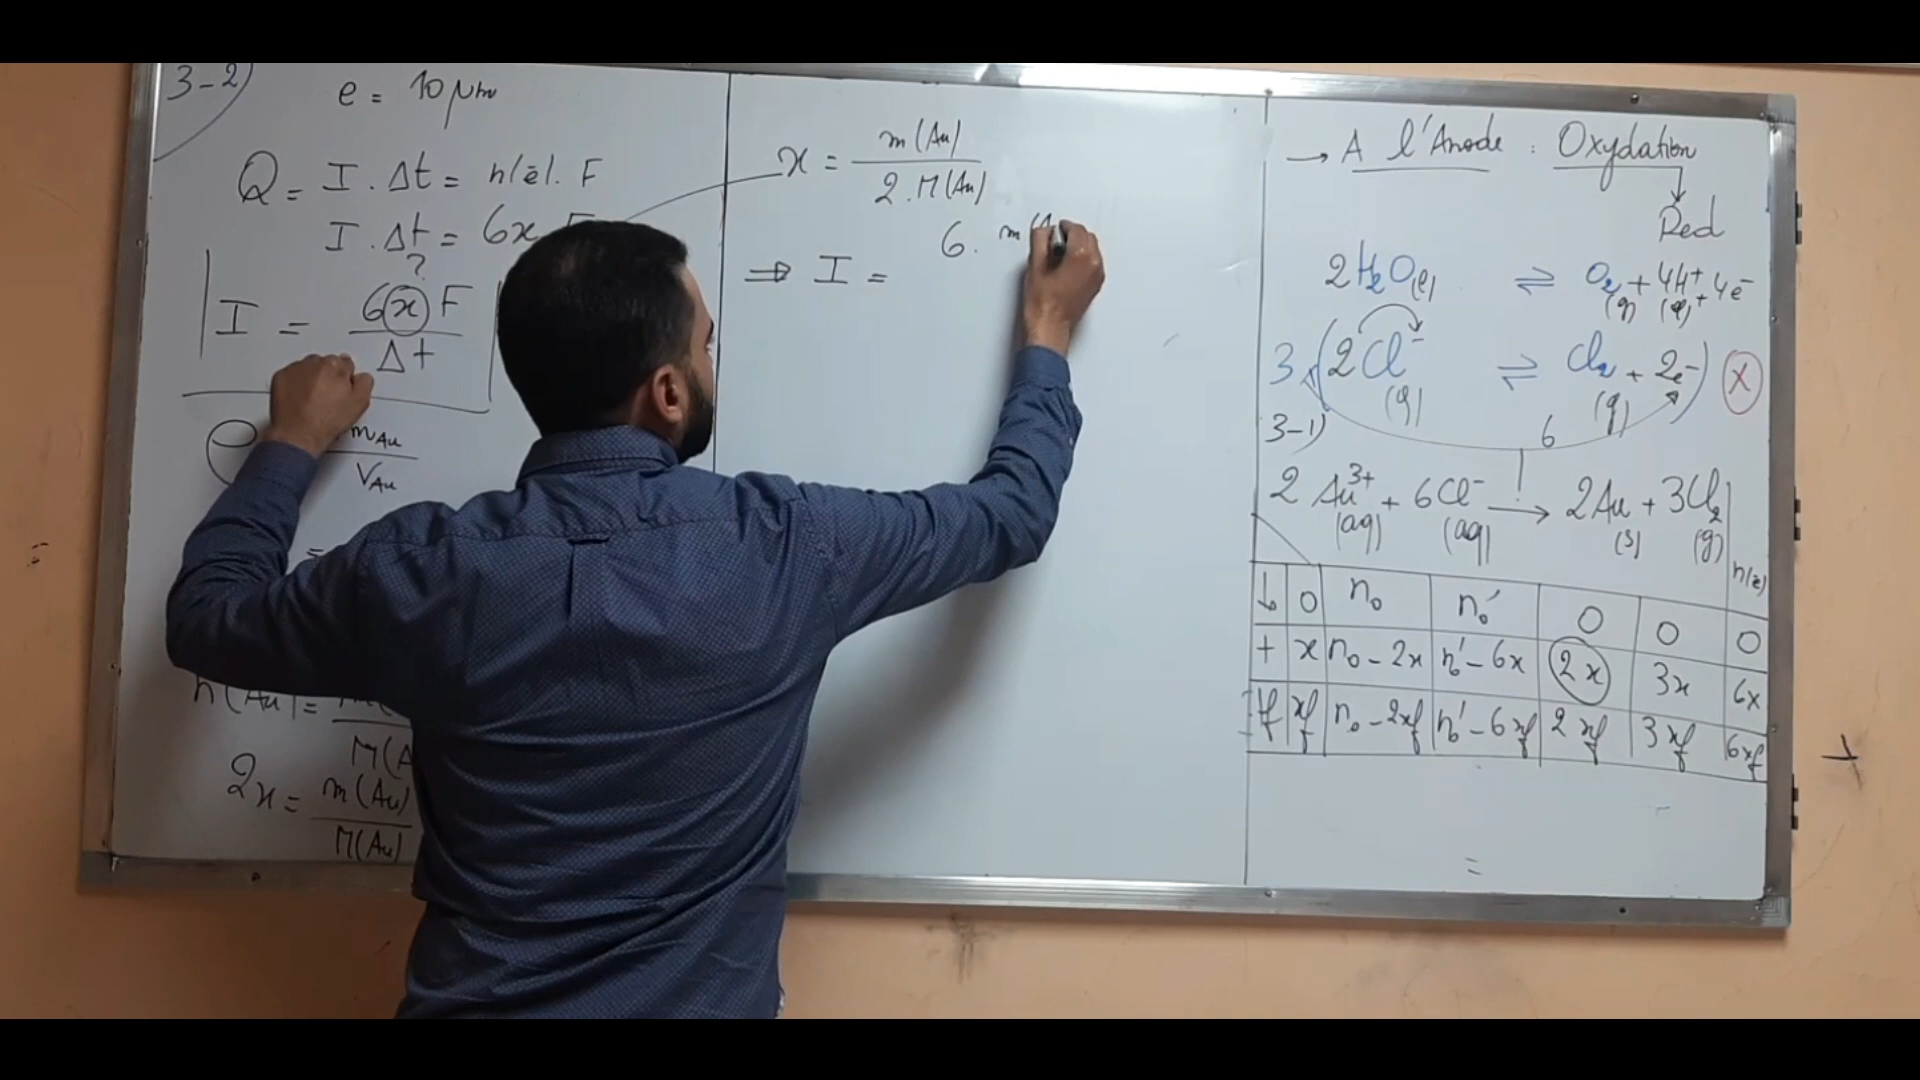 3-2)
e = 10 μm
Q = I . Δt = n(ē). F
I . Δt = 6x
?
I = 6 x F / Δt
m Au / V Au
=
n(Au) =
2x = m(Au) / M(Au)
x = m(Au) / 2 . M(Au)
⇒ I = 6 . m
→ A l'Anode : Oxydation
Red
2H₂O(l) ⇌ O₂(g) + 4H⁺(aq) + 4e⁻
3 (2Cl⁻ ⇌ Cl₂ + 2e⁻) X
(g) (g)
6
3-1)
2 Au³⁺ + 6Cl⁻ → 2Au + 3Cl₂
(aq) (aq) (s) (g)
n(e)
0 n₀ n₀' 0 0 0
t x n₀ - 2x n₀' - 6x 2x 3x 6x
tf xf n₀ - 2xf n₀' - 6xf 2xf 3xf 6xf
=